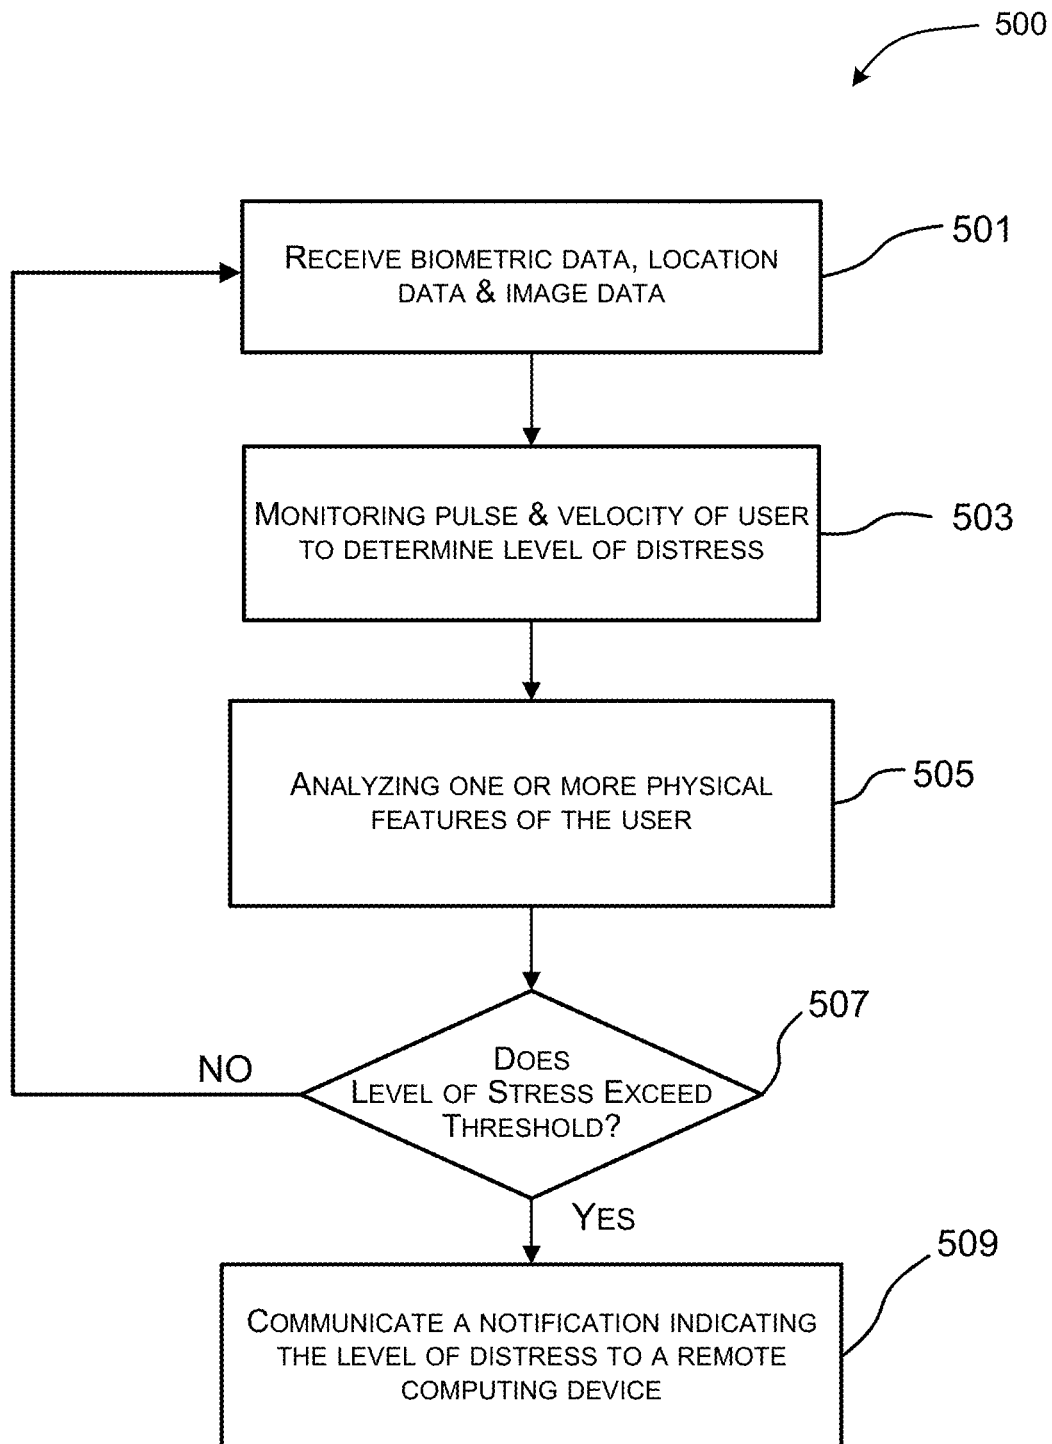 500
RECEIVE BIOMETRIC DATA, LOCATION
DATA & IMAGE DATA
501
MONITORING PULSE & VELOCITY OF USER
TO DETERMINE LEVEL OF DISTRESS
503
ANALYZING ONE OR MORE PHYSICAL
FEATURES OF THE USER
505
DOES
LEVEL OF STRESS EXCEED
THRESHOLD?
507
NO
YES
COMMUNICATE A NOTIFICATION INDICATING
THE LEVEL OF DISTRESS TO A REMOTE
COMPUTING DEVICE
509